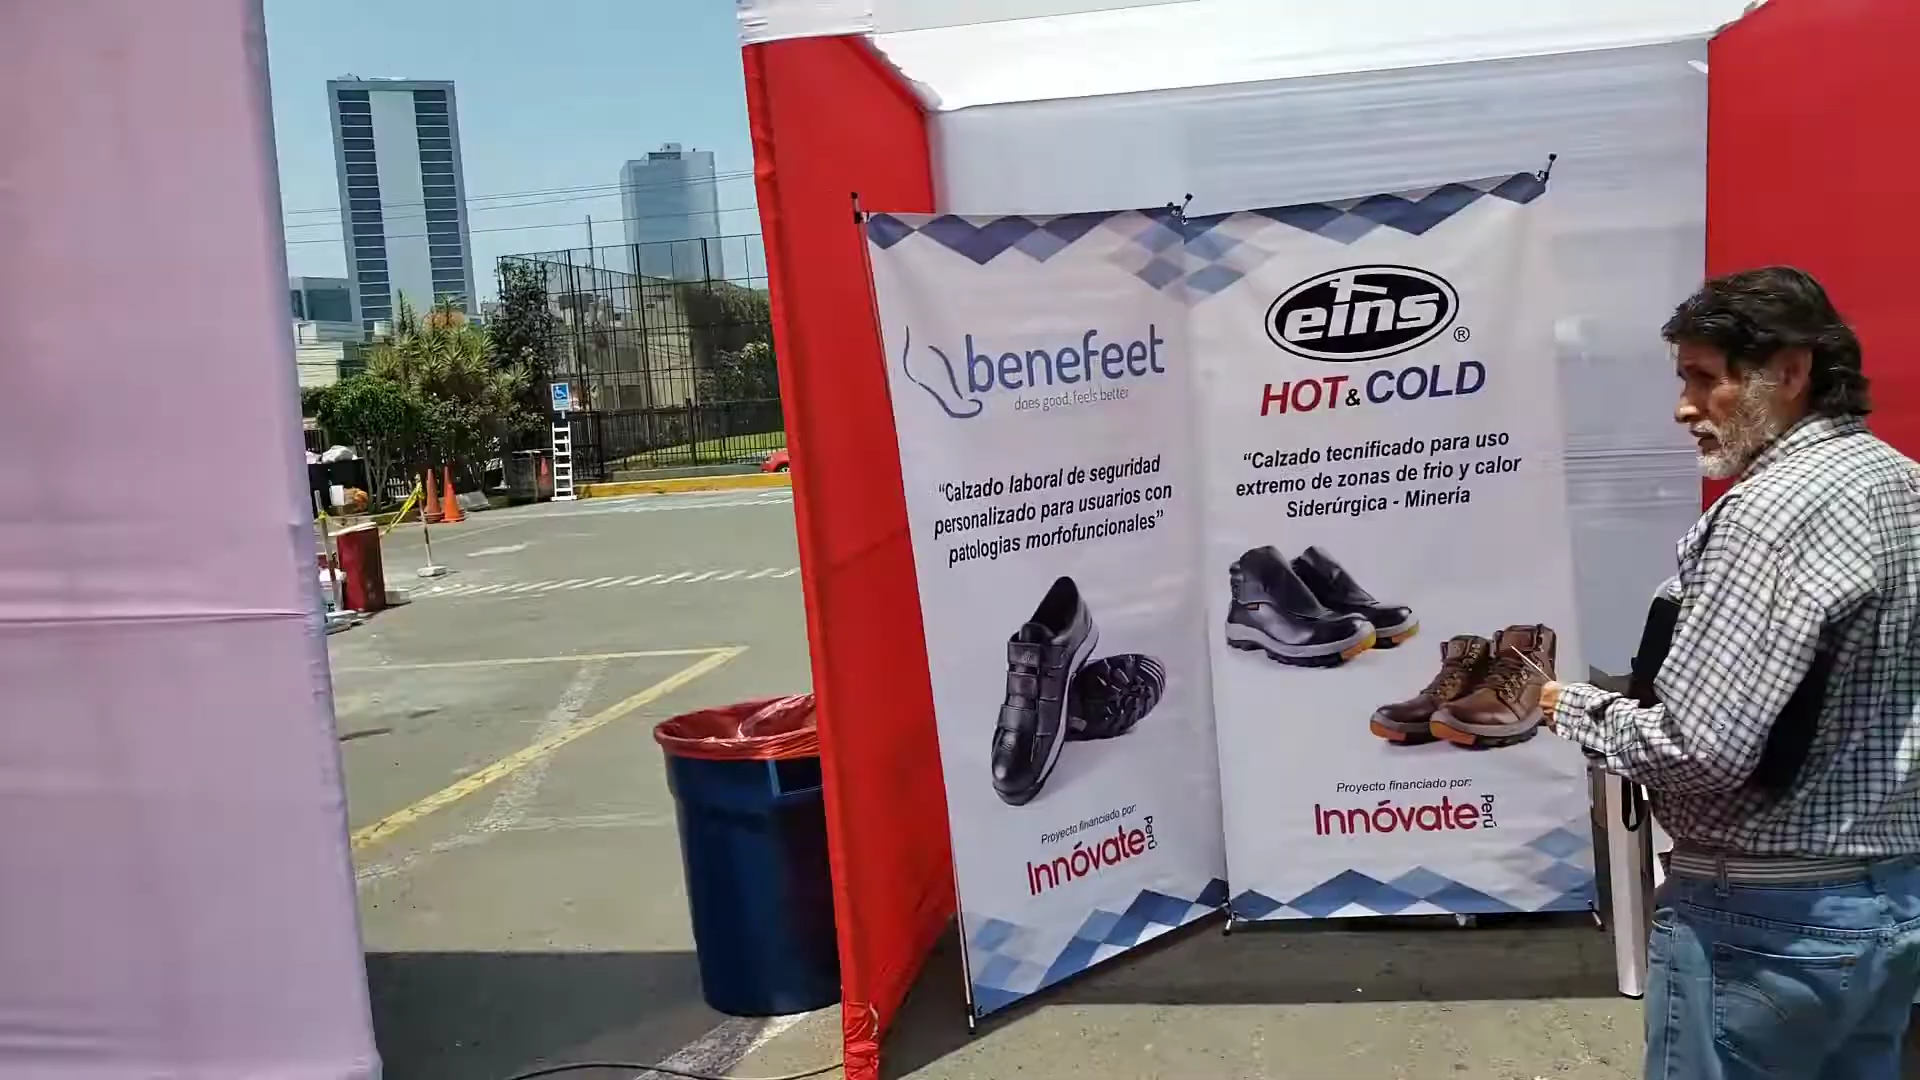 benefeet
does good, feels better
“Calzado laboral de seguridad
personalizado para usuarios con
patologias morfofuncionales”
Proyecto financiado por:
Innóvate Perú
eins ®
HOT & COLD
“Calzado tecnificado para uso
extremo de zonas de frio y calor
Siderúrgica - Minería
Proyecto financiado por:
Innóvate Perú